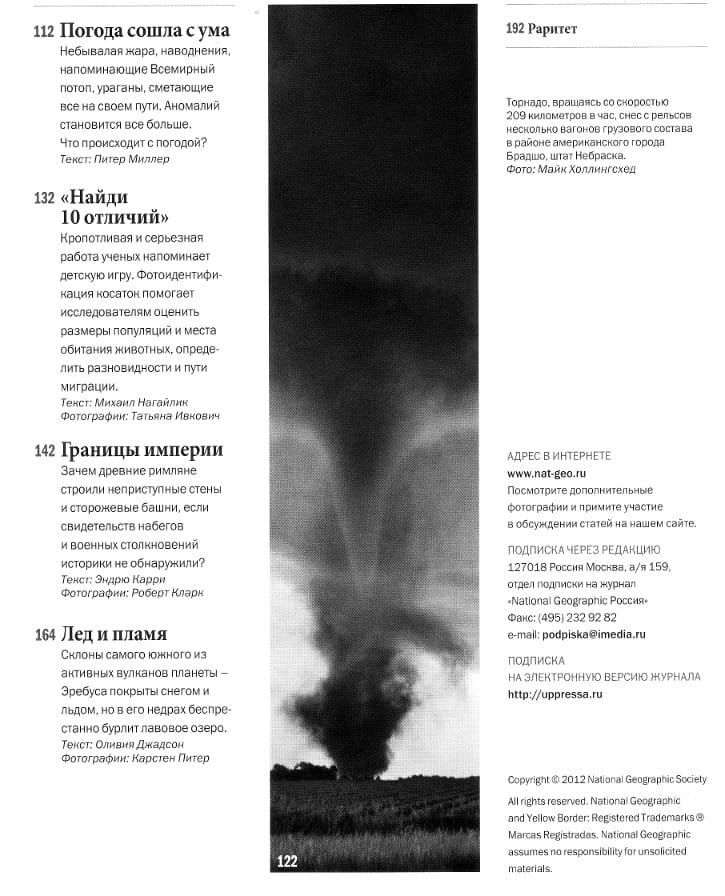 112 Погода сошла с ума
Небывалая жара, наводнения,
напоминающие Всемирный
потоп, ураганы, сметающие
все на своем пути. Аномалий
становится все больше.
Что происходит с погодой?
Текст: Питер Миллер
132 «Найди
10 отличий»
Кропотливая и серьезная
работа ученых напоминает
детскую игру. Фотоидентифи-
кация косаток помогает
исследователям оценить
размеры популяций и места
обитания животных, опреде-
лить разновидности и пути
миграции.
Текст: Михаил Нагайлик
Фотографии: Татьяна Ивкович
142 Границы империи
Зачем древние римляне
строили неприступные стены
и сторожевые башни, если
свидетельств набегов
и военных столкновений
историки не обнаружили?
Текст: Эндрю Карри
Фотографии: Роберт Кларк
164 Лед и пламя
Склоны самого южного из
активных вулканов планеты –
Эребуса покрыты снегом и
льдом, но в его недрах беспре-
станно бурлит лавовое озеро.
Текст: Оливия Джадсон
Фотографии: Карстен Питер
122
192 Раритет
Торнадо, вращаясь со скоростью
209 километров в час, снес с рельсов
несколько вагонов грузового состава
в районе американского города
Брадшо, штат Небраска.
Фото: Майк Холлингсхед
АДРЕС В ИНТЕРНЕТЕ
www.nat-geo.ru
Посмотрите дополнительные
фотографии и примите участие
в обсуждении статей на нашем сайте.
ПОДПИСКА ЧЕРЕЗ РЕДАКЦИЮ
127018 Россия Москва, а/я 159,
отдел подписки на журнал
«National Geographic Россия»
Факс: (495) 232 92 82
e-mail: podpiska@imedia.ru
ПОДПИСКА
НА ЭЛЕКТРОННУЮ ВЕРСИЮ ЖУРНАЛА
http://uppressa.ru
Copyright © 2012 National Geographic Society
All rights reserved. National Geographic
and Yellow Border: Registered Trademarks ®
Marcas Registradas. National Geographic
assumes no responsibility for unsolicited
materials.